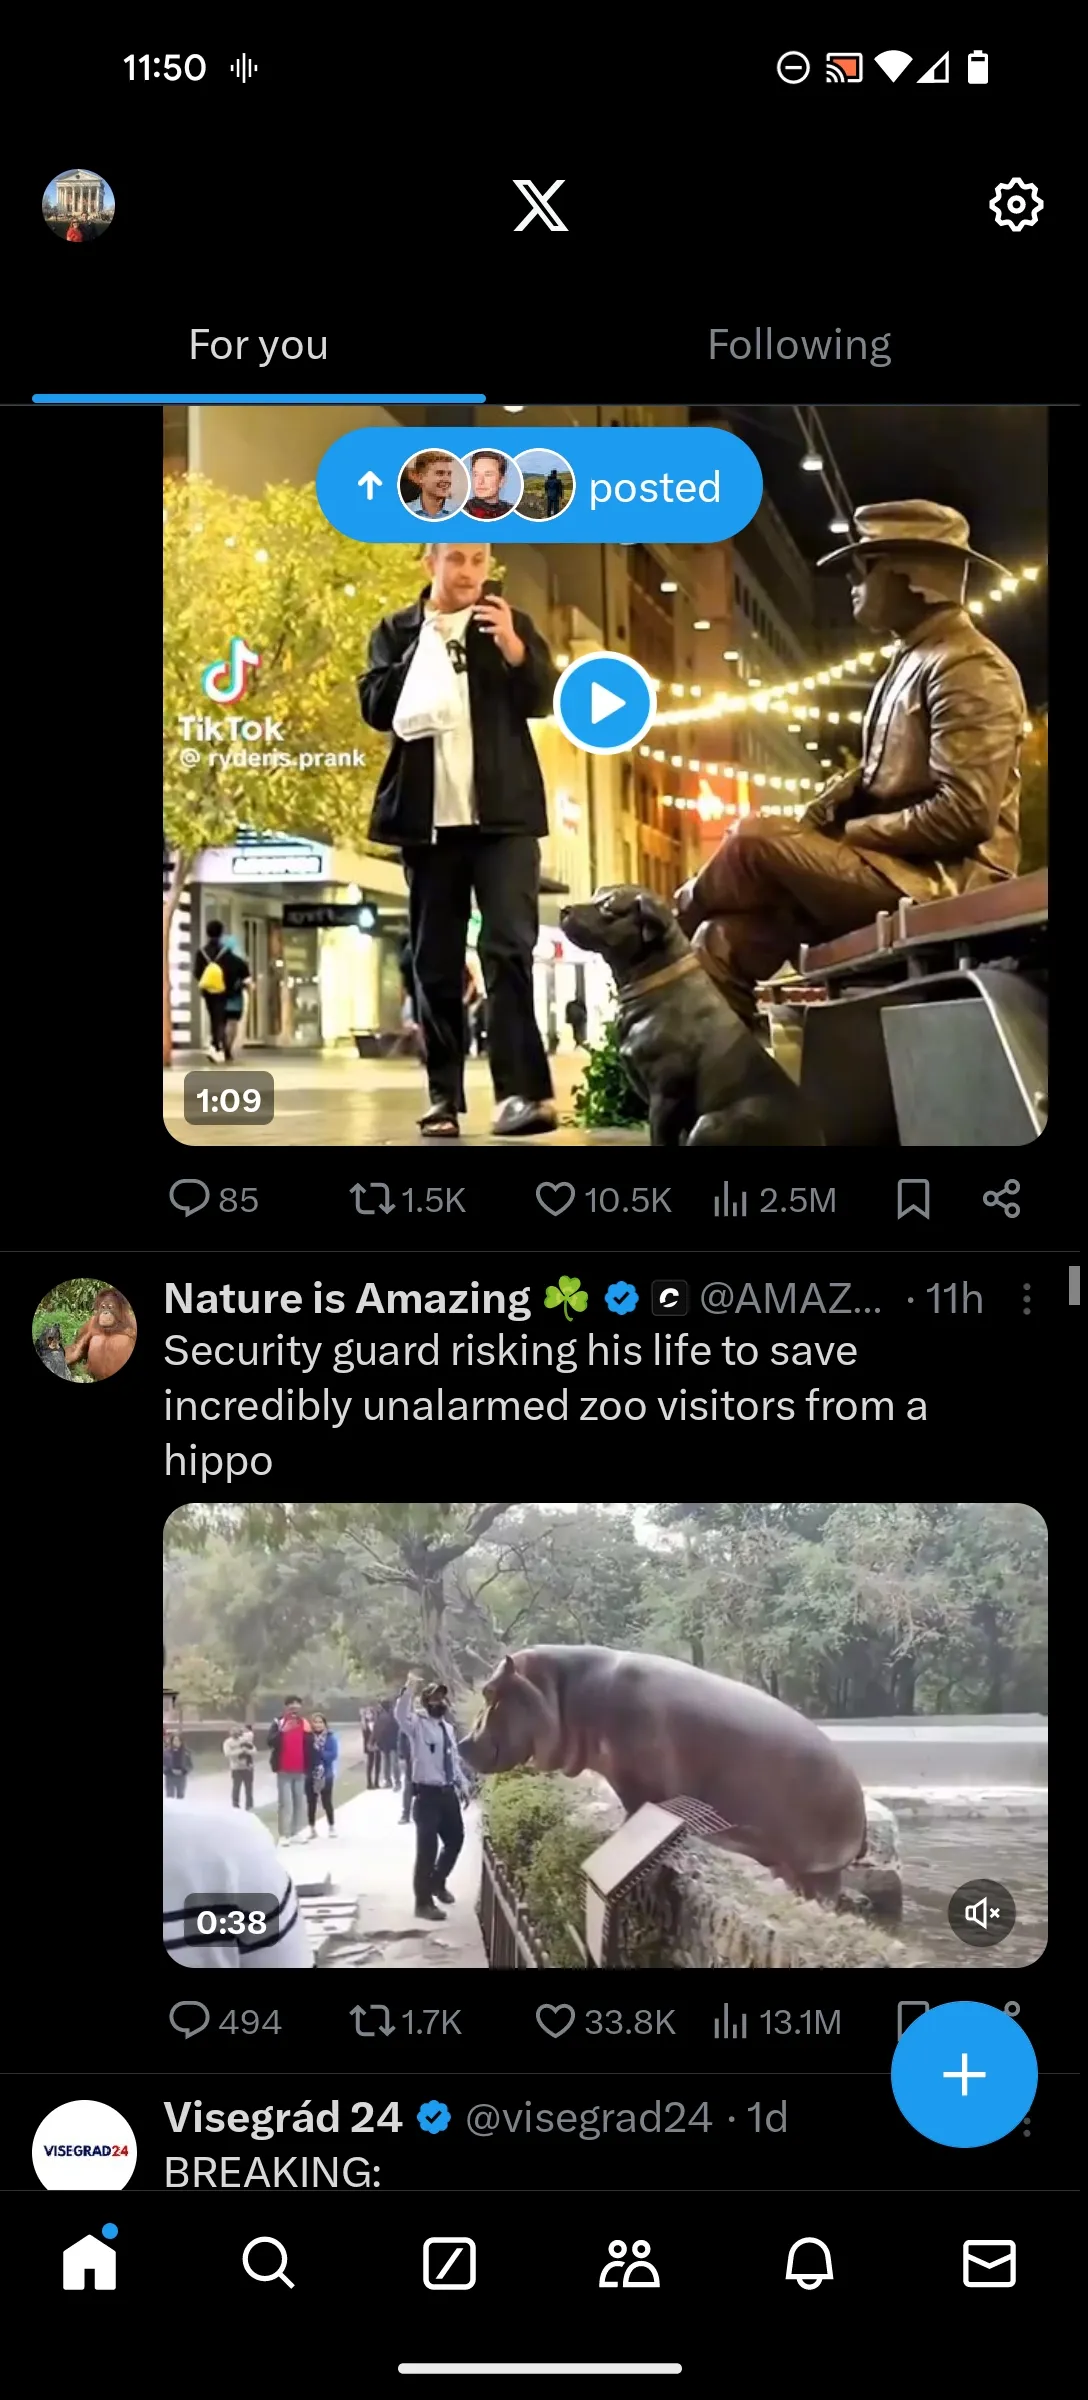 11:50
For you
Following
posted
TikTok
@ ryderis.prank
1:09
85
1.5K
10.5K
2.5M
Nature is Amazing ☘ @AMAZ... · 11h
Security guard risking his life to save
incredibly unalarmed zoo visitors from a
hippo
0:38
494
1.7K
33.8K
13.1M
Visegrád 24 @visegrad24 · 1d
VISEGRAD24
BREAKING: